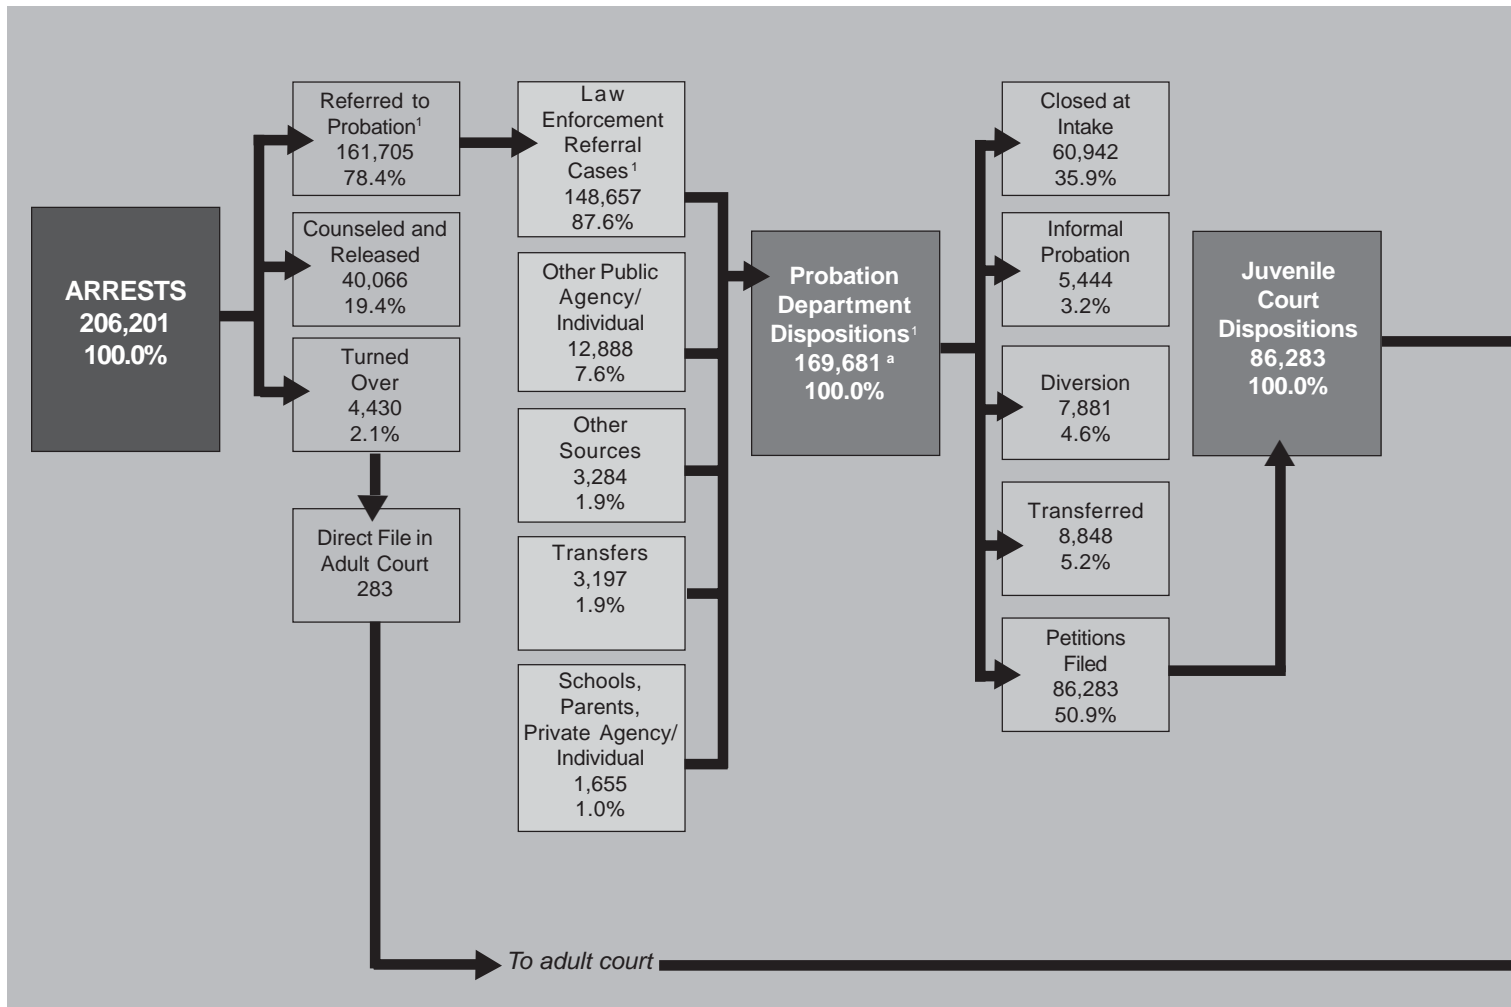 ARRESTS
206,201
100.0%
Referred to
Probation¹
161,705
78.4%
Counseled and
Released
40,066
19.4%
Turned
Over
4,430
2.1%
Direct File in
Adult Court
283
Law
Enforcement
Referral
Cases¹
148,657
87.6%
Other Public
Agency/
Individual
12,888
7.6%
Other
Sources
3,284
1.9%
Transfers
3,197
1.9%
Schools,
Parents,
Private Agency/
Individual
1,655
1.0%
Probation
Department
Dispositions¹
169,681 ª
100.0%
Closed at
Intake
60,942
35.9%
Informal
Probation
5,444
3.2%
Diversion
7,881
4.6%
Transferred
8,848
5.2%
Petitions
Filed
86,283
50.9%
Juvenile
Court
Dispositions
86,283
100.0%
To adult court